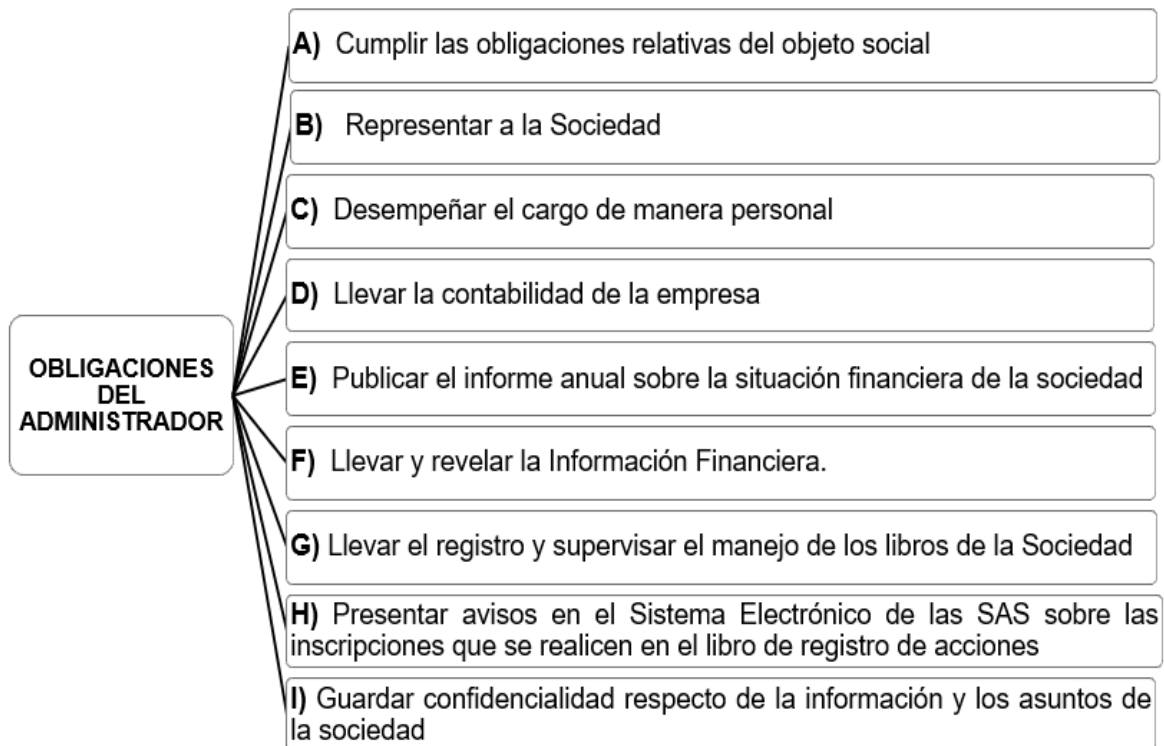 A) Cumplir las obligaciones relativas del objeto social
B) Representar a la Sociedad
C) Desempeñar el cargo de manera personal
D) Llevar la contabilidad de la empresa
OBLIGACIONES
DEL
ADMINISTRADOR
E) Publicar el informe anual sobre la situación financiera de la sociedad
F) Llevar y revelar la Información Financiera.
G) Llevar el registro y supervisar el manejo de los libros de la Sociedad
H) Presentar avisos en el Sistema Electrónico de las SAS sobre las
inscripciones que se realicen en el libro de registro de acciones
I) Guardar confidencialidad respecto de la información y los asuntos de
la sociedad